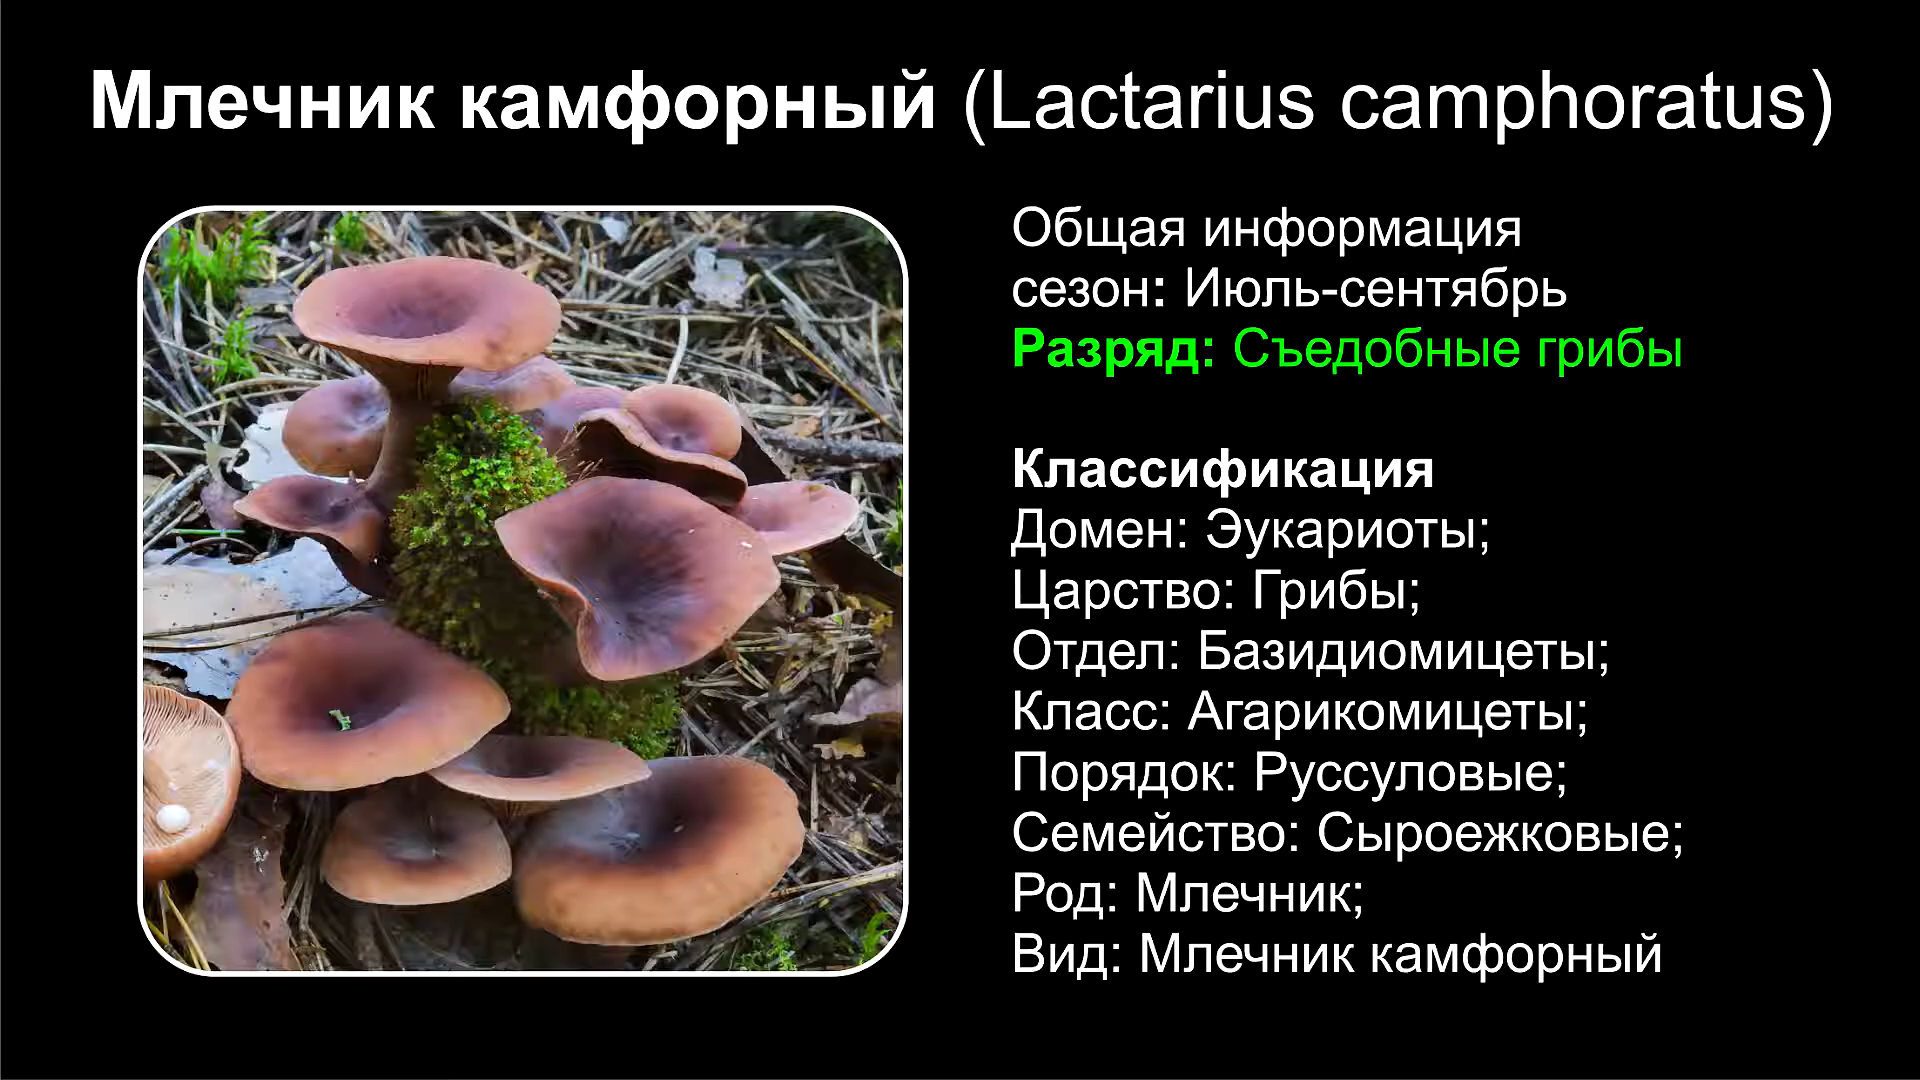 Млечник камфорный (Lactarius camphoratus)
Общая информация
сезон: Июль-сентябрь
Разряд: Съедобные грибы
Классификация
Домен: Эукариоты;
Царство: Грибы;
Отдел: Базидиомицеты;
Класс: Агарикомицеты;
Порядок: Руссуловые;
Семейство: Сыроежковые;
Род: Млечник;
Вид: Млечник камфорный